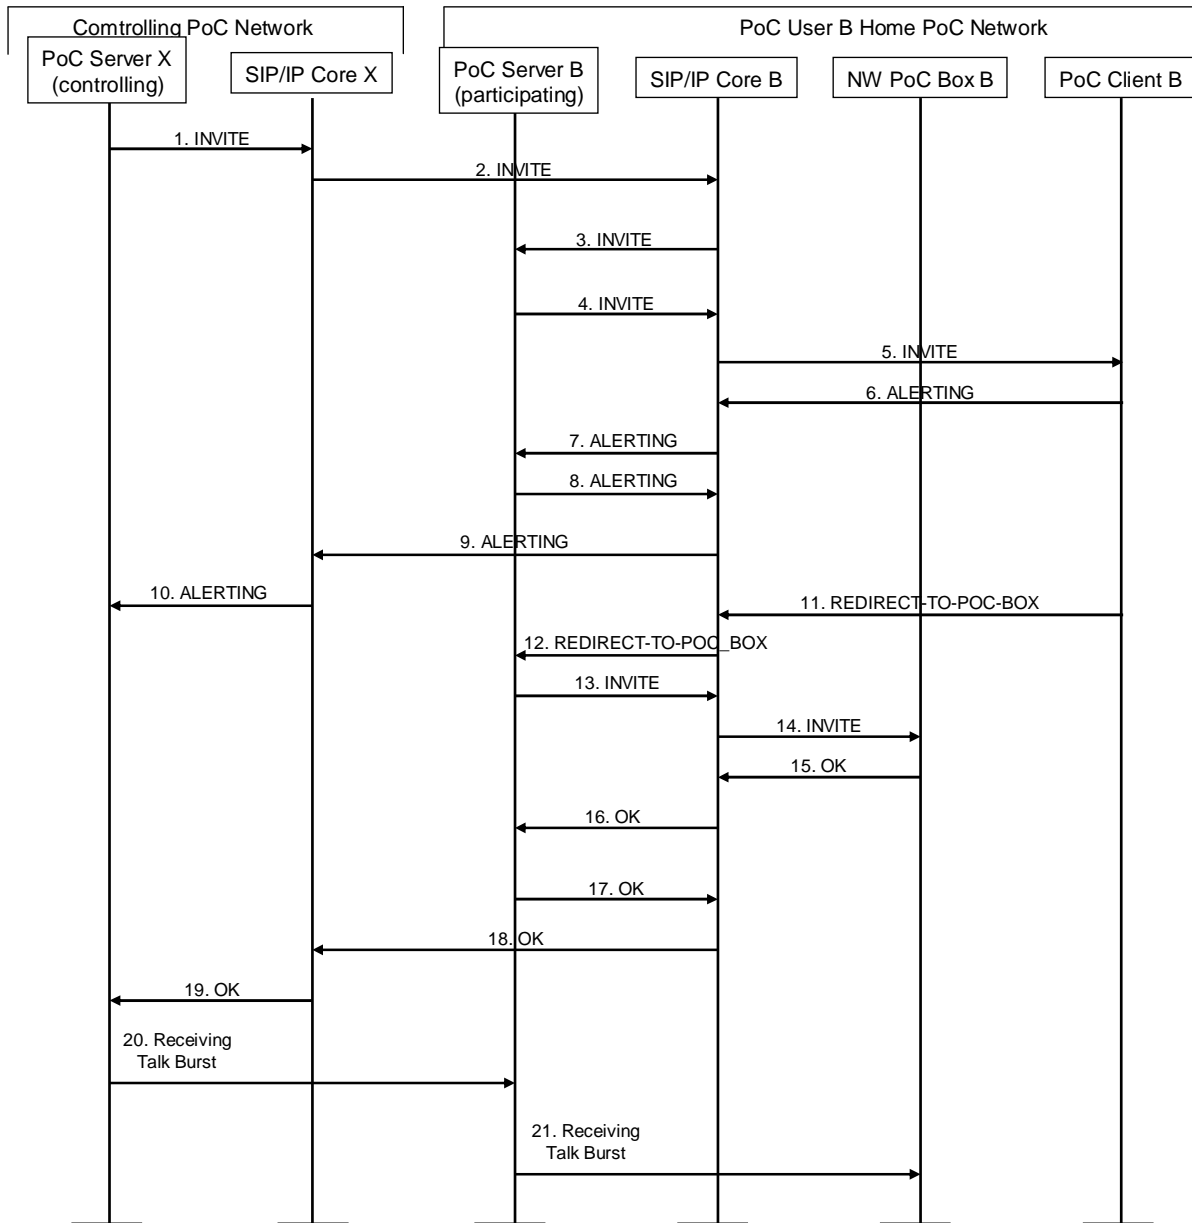 Comtrolling PoC Network
PoC User B Home PoC Network
PoC Server X
(controlling)
SIP/IP Core X
PoC Server B
(participating)
SIP/IP Core B
NW PoC Box B
PoC Client B
1. INVITE
2. INVITE
3. INVITE
4. INVITE
5. INVITE
6. ALERTING
7. ALERTING
8. ALERTING
9. ALERTING
10. ALERTING
11. REDIRECT-TO-POC-BOX
12. REDIRECT-TO-POC_BOX
13. INVITE
14. INVITE
15. OK
16. OK
17. OK
18. OK
19. OK
20. Receiving
Talk Burst
21. Receiving
Talk Burst